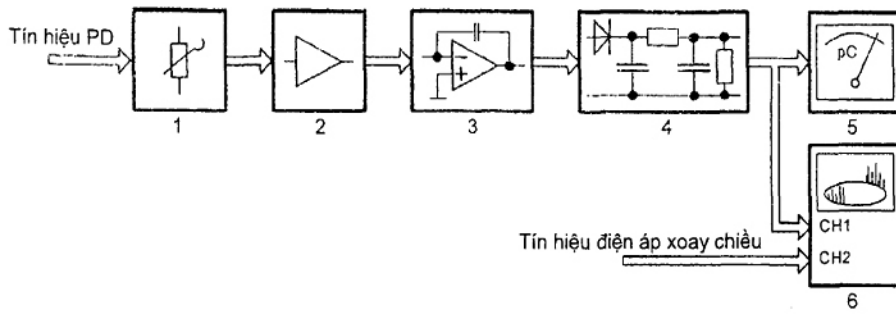 Tín hiệu PD
1
2
3
4
pC
5
CH1
Tín hiệu điện áp xoay chiều
CH2
6